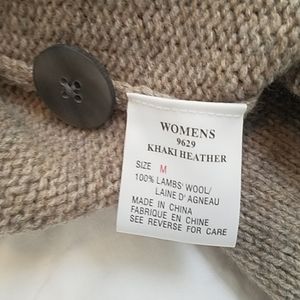 WOMENS
9629
KHAKI HEATHER
SIZE M
100% LAMBS' WOOL/
LAINE D'AGNEAU
MADE IN CHINA
FABRIQUE EN CHINE
SEE REVERSE FOR CARE